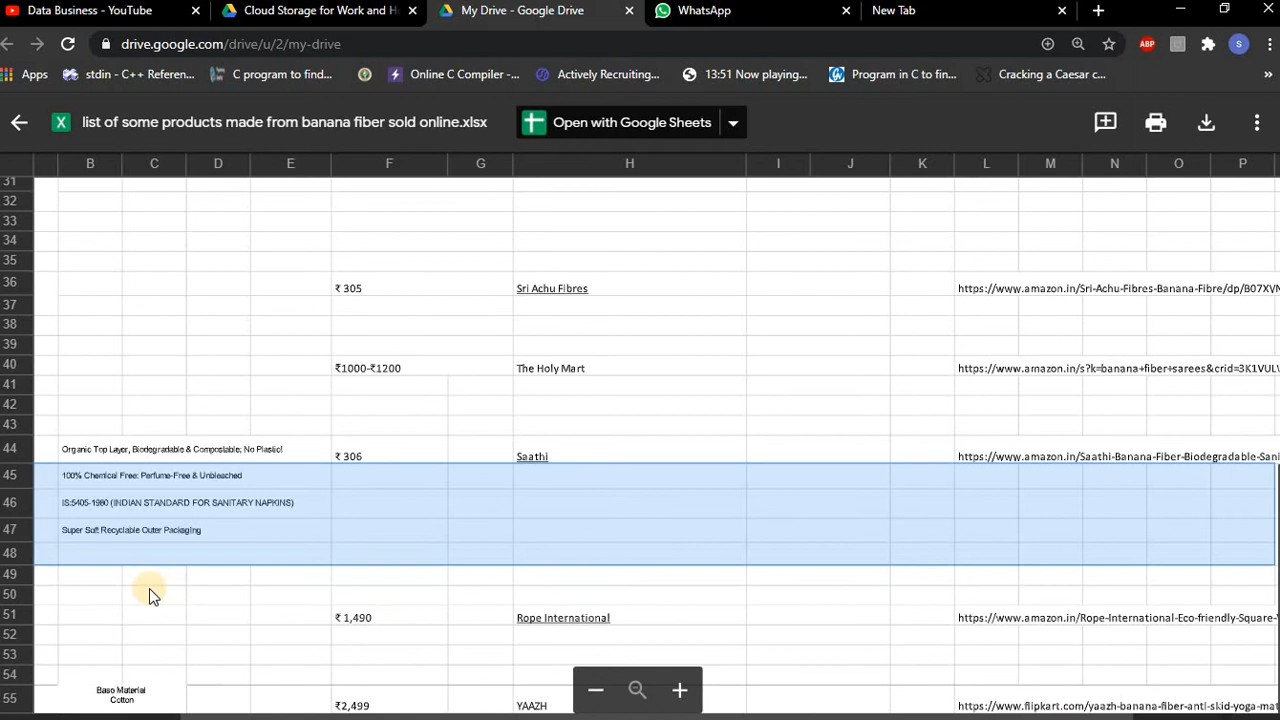 Data Business - YouTube
Cloud Storage for Work and H
My Drive - Google Drive
WhatsApp
New Tab
drive.google.com/drive/u/2/my-drive
ABP
S
Apps
stdin - C++ Referen...
C program to find...
Online C Compiler -...
Actively Recruiting...
13:51 Now playing...
Program in C to fin...
Cracking a Caesar c...
X
list of some products made from banana fiber sold online.xlsx
Open with Google Sheets
B C D E F G H I J K L M N O P
31
32
33
34
35
36 ₹ 305 Sri Achu Fibres https://www.amazon.in/Sri-Achu-Fibres-Banana-Fibre/dp/B07XVN
37
38
39
40 ₹1000-₹1200 The Holy Mart https://www.amazon.in/s?k=banana+fiber+sarees&crid=3K1VUL
41
42
43
44 Organic Top Layer, Biodegradable & Compostable; No Plastic! ₹ 306 Saathi https://www.amazon.in/Saathi-Banana-Fiber-Biodegradable-Sani
45 100% Chemical Free: Perfume-Free & Unbleached
46 IS:5405-1980 (INDIAN STANDARD FOR SANITARY NAPKINS)
47 Super Soft Recyclable Outer Packaging
48
49
50
51 ₹ 1,490 Rope International https://www.amazon.in/Rope-International-Eco-friendly-Square-
52
53
54
Base Material
Cotton
55 ₹2,499 YAAZH https://www.flipkart.com/yaazh-banana-fiber-anti-skid-yoga-mat